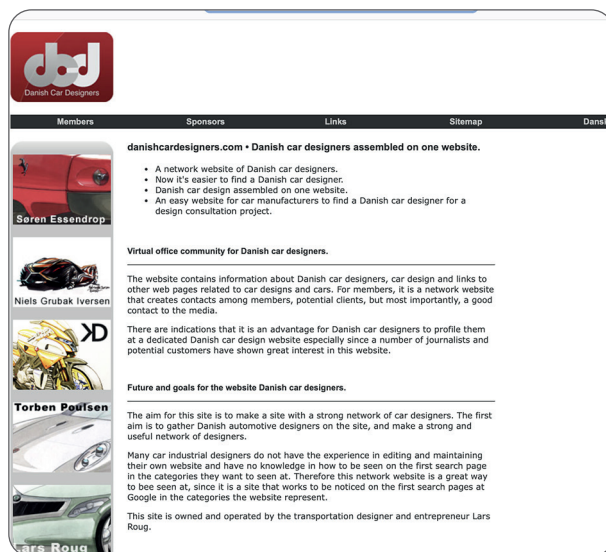 dcd
Danish Car Designers
Members Sponsors Links Sitemap
danishcardesigners.com • Danish car designers assembled on one website.
• A network website of Danish car designers.
• Now it's easier to find a Danish car designer.
• Danish car design assembled on one website.
• An easy website for car manufacturers to find a Danish car designer for a
design consultation project.
Søren Essendrop
Virtual office community for Danish car designers.
The website contains information about Danish car designers, car design and links to
other web pages related to car designs and cars. For members, it is a network website
that creates contacts among members, potential clients, but most importantly, a good
contact to the media.
Niels Grubak Iversen
There are indications that it is an advantage for Danish car designers to profile them
at a dedicated Danish car design website especially since a number of journalists and
potential customers have shown great interest in this website.
KD
Future and goals for the website Danish car designers.
Torben Poulsen
The aim for this site is to make a site with a strong network of car designers. The first
aim is to gather Danish automotive designers on the site, and make a strong and
useful network of designers.
Many car industrial designers do not have the experience in editing and maintaining
their own website and have no knowledge in how to be seen on the first search page
in the categories they want to seen at. Therefore this network website is a great way
to bee seen at, since it is a site that works to be noticed on the first search pages at
Google in the categories the website represent.
This site is owned and operated by the transportation designer and entrepreneur Lars
Roug.
Lars Roug